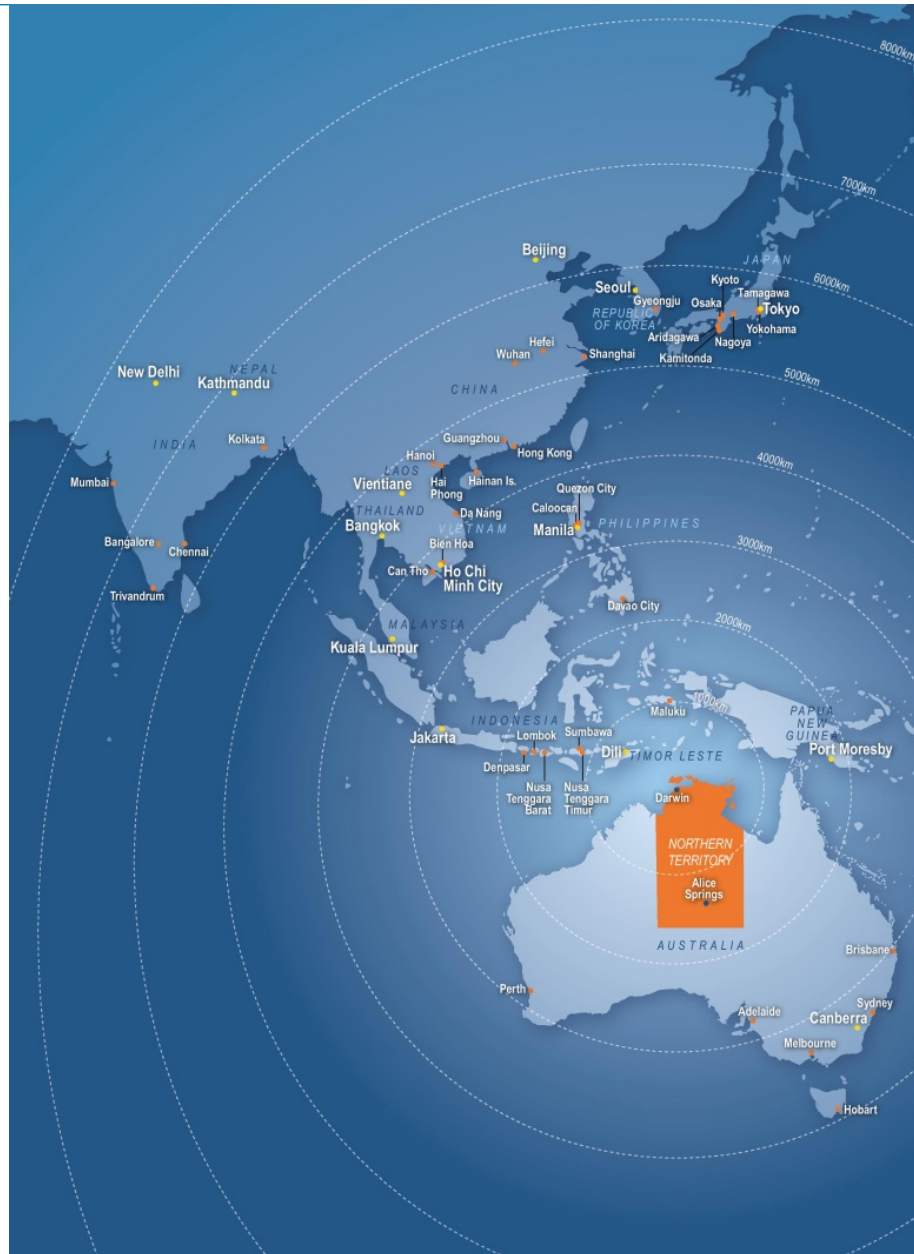 8000km
7000km
6000km
5000km
4000km
3000km
2000km
1000km
Beijing
Seoul
Gyeongju
REPUBLIC
OF KOREA
JAPAN
Kyoto
Osaka
Tamagawa
Tokyo
Yokohama
Aridagawa
Nagoya
Kamitonda
Hefei
Wuhan
Shanghai
CHINA
New Delhi
NEPAL
Kathmandu
INDIA
Kolkata
Mumbai
Bangalore
Chennai
Trivandrum
Guangzhou
Hong Kong
Hanoi
LAOS
Hai
Phong
Hainan Is.
Vientiane
THAILAND
Bangkok
Da Náng
VIETNAM
Bien Hoa
Can Tho
Ho Chi
Minh City
Quezon City
Caloocan
Manila
PHILIPPINES
Davao City
MALAYSIA
Kuala Lumpur
INDONESIA
Jakarta
Lombok
Sumbawa
Denpasar
Nusa
Tenggara
Barat
Nusa
Tenggara
Timur
Dili
TIMOR LESTE
Maluku
PAPUA
NEW
GUINEA
Port Moresby
Darwin
NORTHERN
TERRITORY
Alice
Springs
AUSTRALIA
Brisbane
Perth
Adelaide
Sydney
Canberra
Melbourne
Hobart